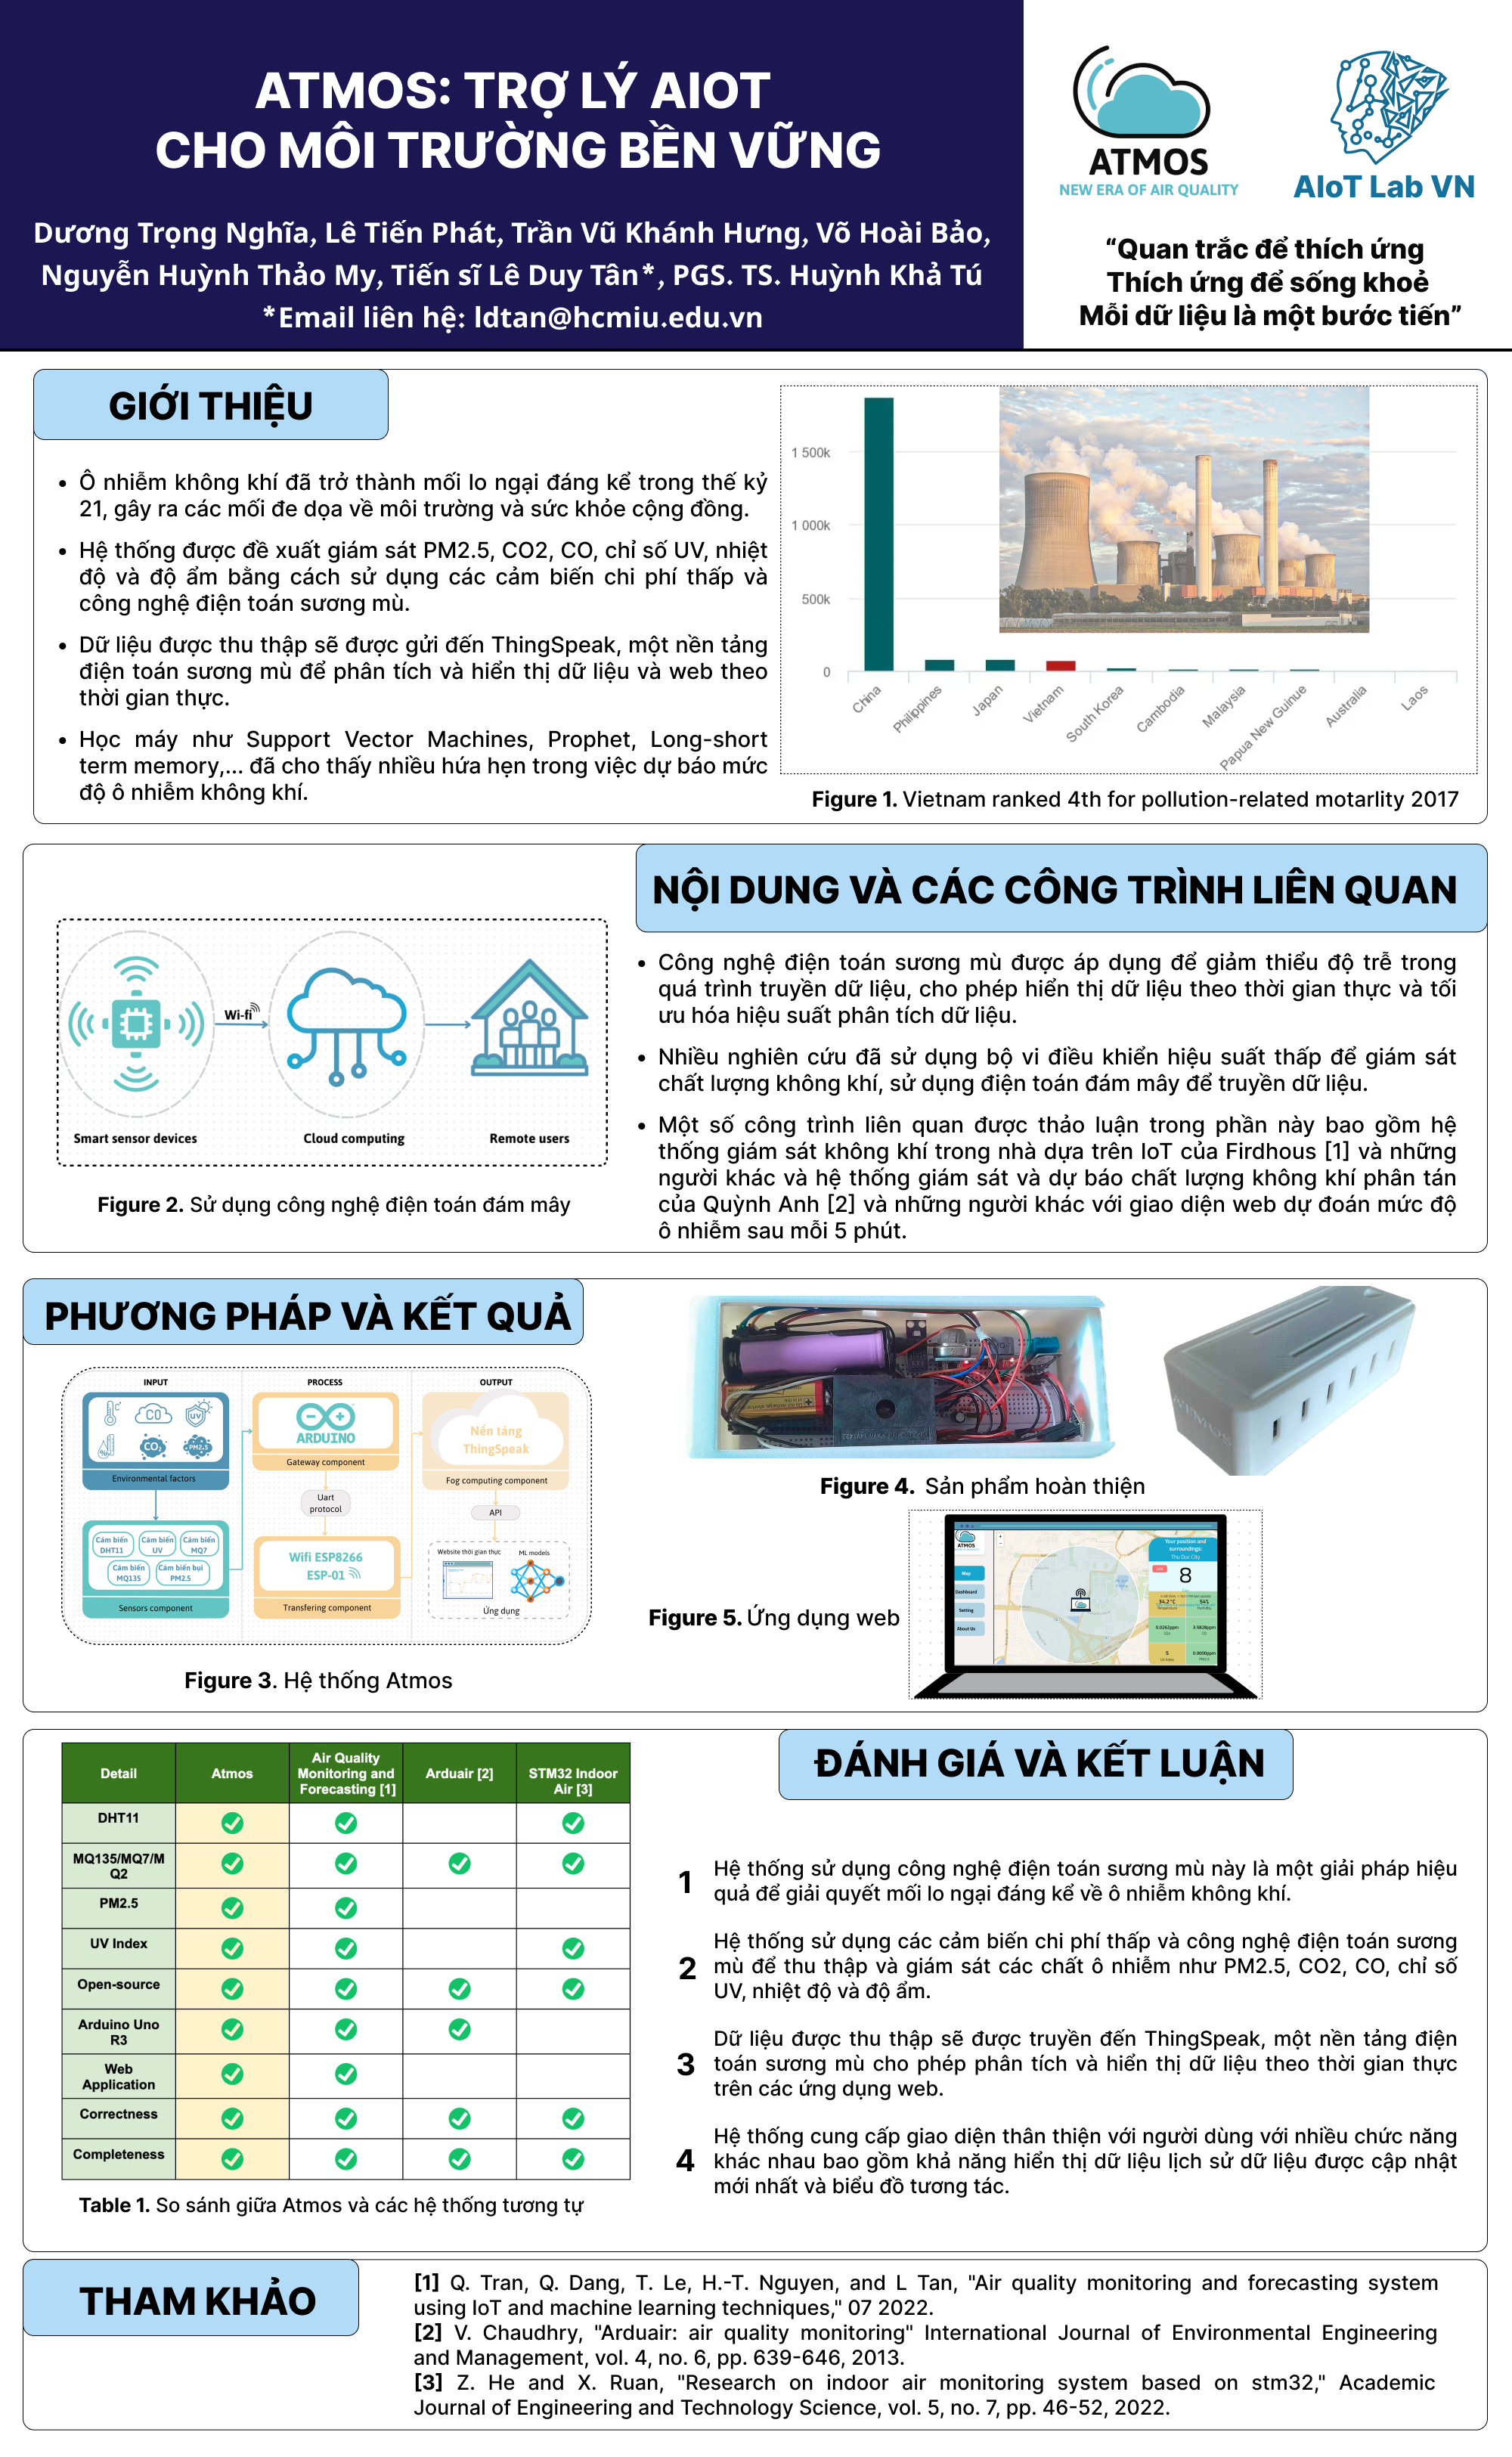 ATMOS: TRỢ LÝ AIOT
CHO MÔI TRƯỜNG BỀN VỮNG
Dương Trọng Nghĩa, Lê Tiến Phát, Trần Vũ Khánh Hưng, Võ Hoài Bảo,
Nguyễn Huỳnh Thảo My, Tiến sĩ Lê Duy Tân*, PGS. TS. Huỳnh Khả Tú
*Email liên hệ: ldtan@hcmiu.edu.vn
ATMOS
NEW ERA OF AIR QUALITY
AIoT Lab VN
“Quan trắc để thích ứng
Thích ứng để sống khoẻ
Mỗi dữ liệu là một bước tiến”
GIỚI THIỆU
• Ô nhiễm không khí đã trở thành mối lo ngại đáng kể trong thế kỷ
21, gây ra các mối đe dọa về môi trường và sức khỏe cộng đồng.
• Hệ thống được đề xuất giám sát PM2.5, CO2, CO, chỉ số UV, nhiệt
độ và độ ẩm bằng cách sử dụng các cảm biến chi phí thấp và
công nghệ điện toán sương mù.
• Dữ liệu được thu thập sẽ được gửi đến ThingSpeak, một nền tảng
điện toán sương mù để phân tích và hiển thị dữ liệu và web theo
thời gian thực.
• Học máy như Support Vector Machines, Prophet, Long-short
term memory,... đã cho thấy nhiều hứa hẹn trong việc dự báo mức
độ ô nhiễm không khí.
1 500k
1 000k
500k
0
China
Philippines
Japan
Vietnam
South Korea
Cambodia
Malaysia
Papua New Guinue
Australia
Laos
Figure 1. Vietnam ranked 4th for pollution-related motarlity 2017
NỘI DUNG VÀ CÁC CÔNG TRÌNH LIÊN QUAN
Wi-fi
Smart sensor devices
Cloud computing
Remote users
Figure 2. Sử dụng công nghệ điện toán đám mây
• Công nghệ điện toán sương mù được áp dụng để giảm thiểu độ trễ trong
quá trình truyền dữ liệu, cho phép hiển thị dữ liệu theo thời gian thực và tối
ưu hóa hiệu suất phân tích dữ liệu.
• Nhiều nghiên cứu đã sử dụng bộ vi điều khiển hiệu suất thấp để giám sát
chất lượng không khí, sử dụng điện toán đám mây để truyền dữ liệu.
• Một số công trình liên quan được thảo luận trong phần này bao gồm hệ
thống giám sát không khí trong nhà dựa trên IoT của Firdhous [1] và những
người khác và hệ thống giám sát và dự báo chất lượng không khí phân tán
của Quỳnh Anh [2] và những người khác với giao diện web dự đoán mức độ
ô nhiễm sau mỗi 5 phút.
PHƯƠNG PHÁP VÀ KẾT QUẢ
INPUT
PROCESS
OUTPUT
CO
UV
CO2
PM2.5
Environmental factors
ARDUINO
Gateway component
Nền tảng
ThingSpeak
Fog computing component
Uart
protocol
API
Cảm biến
DHT11
Cảm biến
UV
Cảm biến
MQ7
Cảm biến
MQ135
Cảm biến bụi
PM2.5
Sensors component
Wifi ESP8266
ESP-01
Transfering component
Website thời gian thực
ML models
Ứng dụng
Figure 3. Hệ thống Atmos
ATMOS
Figure 4. Sản phẩm hoàn thiện
Figure 5. Ứng dụng web
ATMOS
Map
Dashboard
Setting
About Us
Your position and
surroundings:
Thu Duc City
8
34.2°C
Temperature
0.0262ppm
5
0.0000ppm
ĐÁNH GIÁ VÀ KẾT LUẬN
Detail
Atmos
Air Quality
Monitoring and
Forecasting [1]
Arduair [2]
STM32 Indoor
Air [3]
DHT11
MQ135/MQ7/M
Q2
PM2.5
UV Index
Open-source
Arduino Uno
R3
Web
Application
Correctness
Completeness
Table 1. So sánh giữa Atmos và các hệ thống tương tự
1 Hệ thống sử dụng công nghệ điện toán sương mù này là một giải pháp hiệu
quả để giải quyết mối lo ngại đáng kể về ô nhiễm không khí.
2 Hệ thống sử dụng các cảm biến chi phí thấp và công nghệ điện toán sương
mù để thu thập và giám sát các chất ô nhiễm như PM2.5, CO2, CO, chỉ số
UV, nhiệt độ và độ ẩm.
3 Dữ liệu được thu thập sẽ được truyền đến ThingSpeak, một nền tảng điện
toán sương mù cho phép phân tích và hiển thị dữ liệu theo thời gian thực
trên các ứng dụng web.
4 Hệ thống cung cấp giao diện thân thiện với người dùng với nhiều chức năng
khác nhau bao gồm khả năng hiển thị dữ liệu lịch sử dữ liệu được cập nhật
mới nhất và biểu đồ tương tác.
THAM KHẢO
[1] Q. Tran, Q. Dang, T. Le, H.-T. Nguyen, and L Tan, "Air quality monitoring and forecasting system
using IoT and machine learning techniques," 07 2022.
[2] V. Chaudhry, "Arduair: air quality monitoring" International Journal of Environmental Engineering
and Management, vol. 4, no. 6, pp. 639-646, 2013.
[3] Z. He and X. Ruan, "Research on indoor air monitoring system based on stm32," Academic
Journal of Engineering and Technology Science, vol. 5, no. 7, pp. 46-52, 2022.